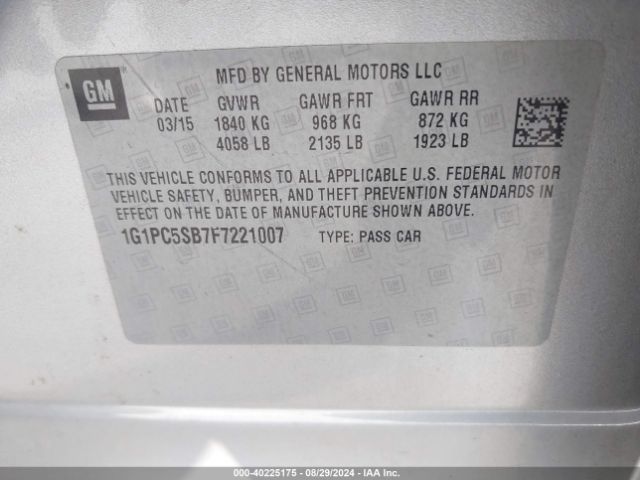 GM
MFD BY GENERAL MOTORS LLC
DATE GVWR GAWR FRT GAWR RR
03/15 1840 KG 968 KG 872 KG
4058 LB 2135 LB 1923 LB
THIS VEHICLE CONFORMS TO ALL APPLICABLE U.S. FEDERAL MOTOR
VEHICLE SAFETY, BUMPER, AND THEFT PREVENTION STANDARDS IN
EFFECT ON THE DATE OF MANUFACTURE SHOWN ABOVE.
1G1PC5SB7F7221007 TYPE: PASS CAR
000-40225175 - 08/29/2024 - IAA Inc.